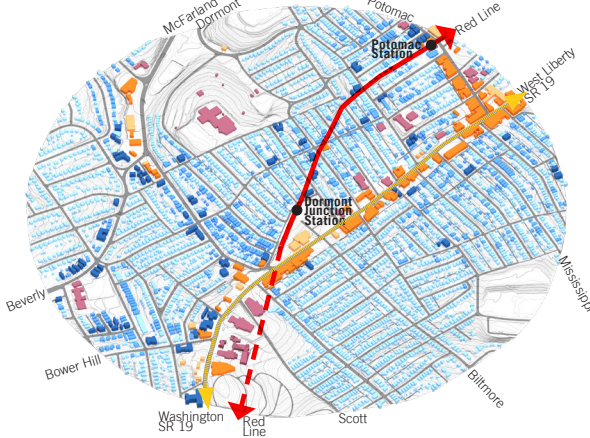 McFarland
Dormont
Potomac
Red Line
Potomac
Station
West Liberty
SR 19
Dormont
Junction
Station
Mississippi
Beverly
Bower Hill
Biltmore
Washington
SR 19
Red
Line
Scott